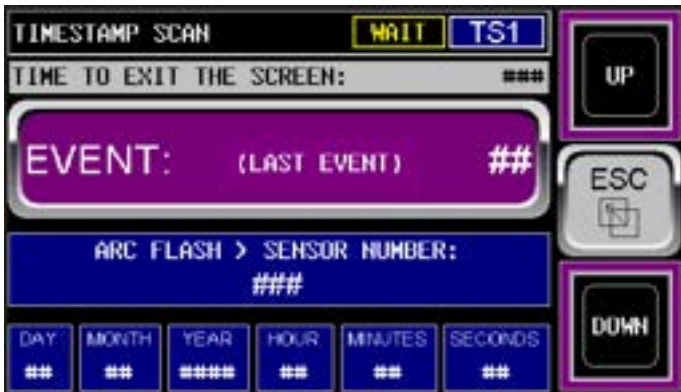 TIMESTAMP SCAN WAIT TS1
TIME TO EXIT THE SCREEN: ###
EVENT: (LAST EVENT) ##
ARC FLASH > SENSOR NUMBER:
###
DAY MONTH YEAR HOUR MINUTES SECONDS
## ## #### ## ## ##
UP
ESC
DOWN